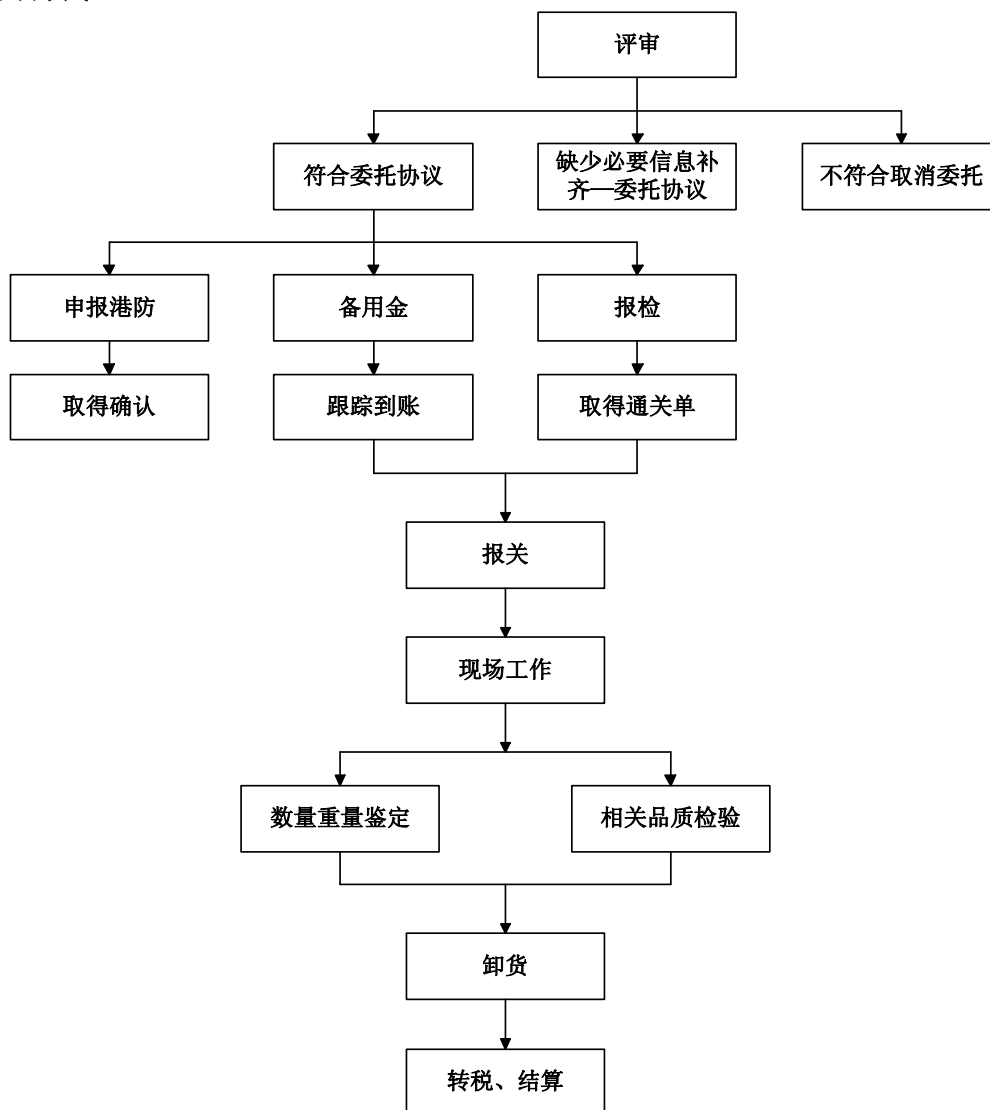 评审
符合委托协议
缺少必要信息补
齐—委托协议
不符合取消委托
申报港防
备用金
报检
取得确认
跟踪到账
取得通关单
报关
现场工作
数量重量鉴定
相关品质检验
卸货
转税、结算